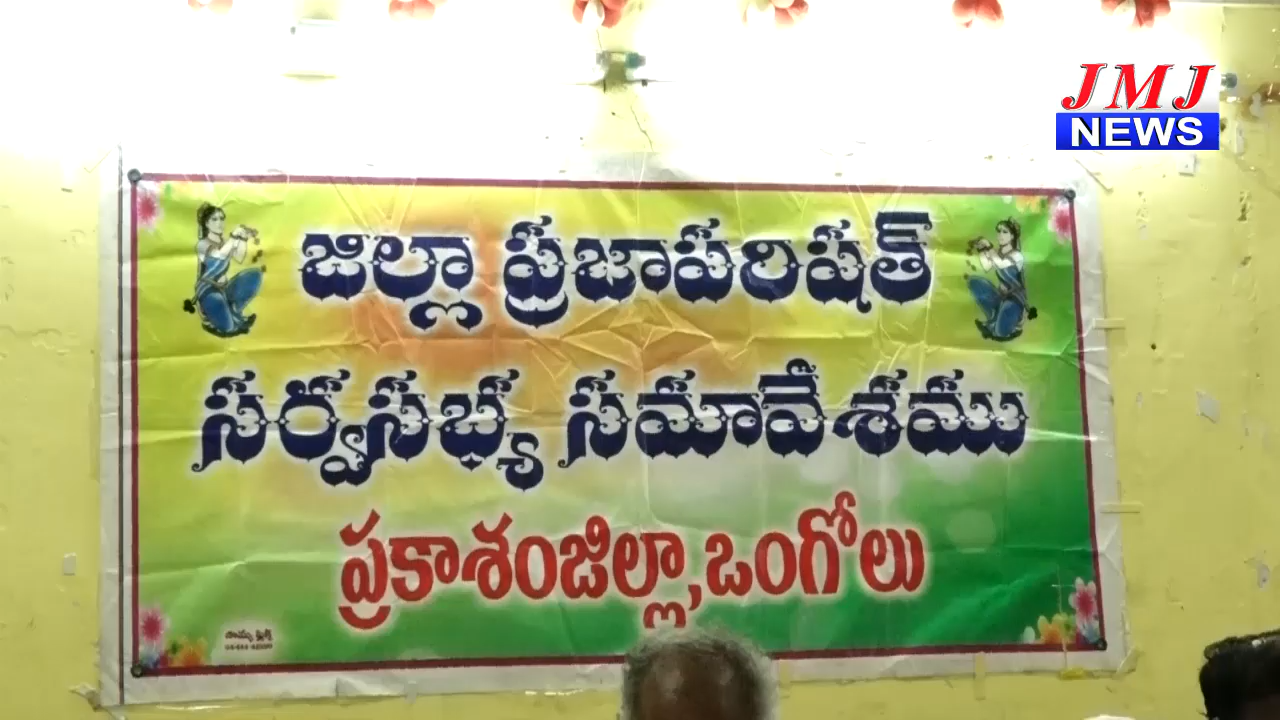 JMJ
NEWS
జిల్లా ప్రజాపరిషత్
సర్వసభ్య సమావేశము
ప్రకాశంజిల్లా,ఒంగోలు